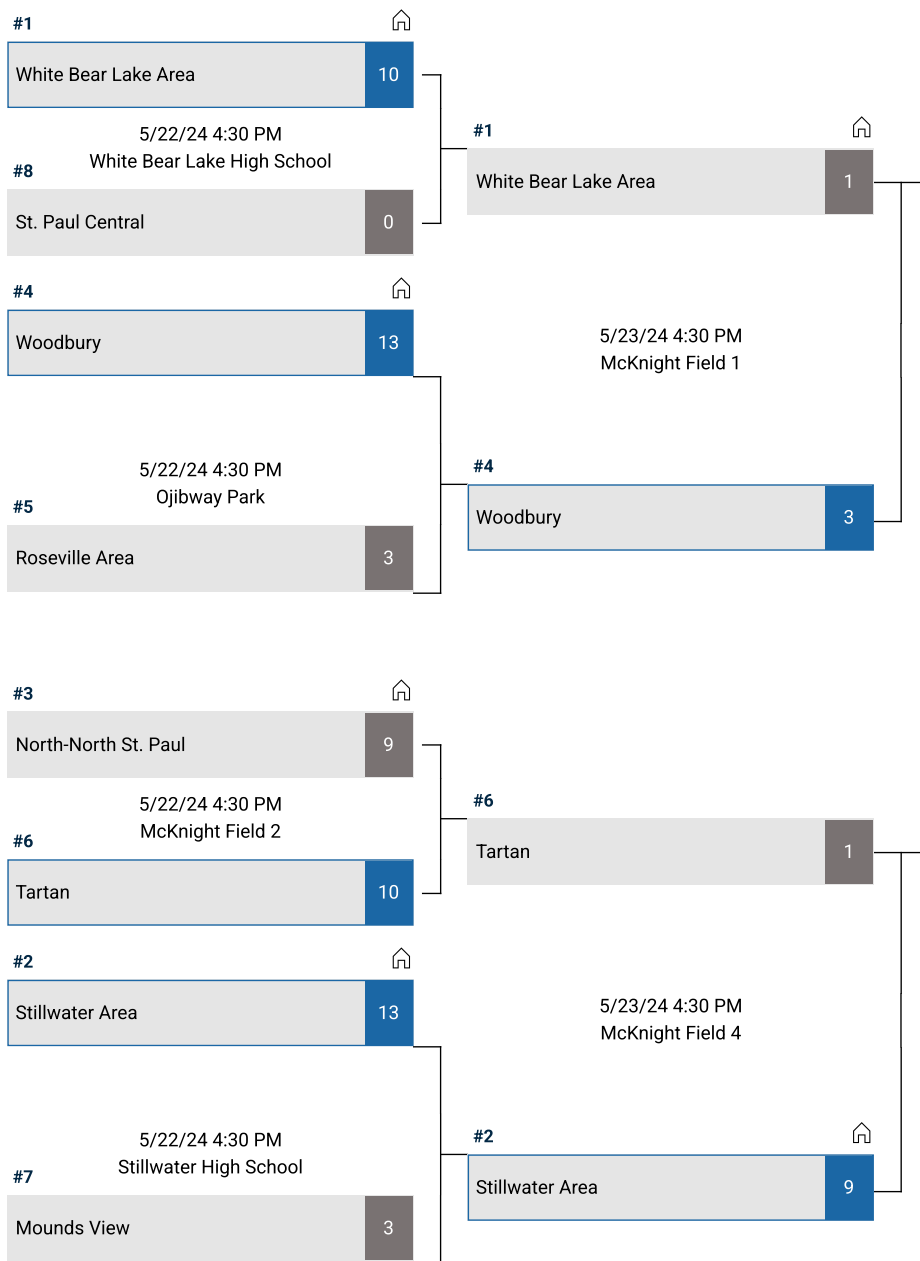 #1
White Bear Lake Area
10
5/22/24 4:30 PM
White Bear Lake High School
#8
St. Paul Central
0
#4
Woodbury
13
5/22/24 4:30 PM
Ojibway Park
#5
Roseville Area
3
#3
North-North St. Paul
9
5/22/24 4:30 PM
McKnight Field 2
#6
Tartan
10
#2
Stillwater Area
13
5/22/24 4:30 PM
Stillwater High School
#7
Mounds View
3
#1
White Bear Lake Area
1
5/23/24 4:30 PM
McKnight Field 1
#4
Woodbury
3
#6
Tartan
1
5/23/24 4:30 PM
McKnight Field 4
#2
Stillwater Area
9